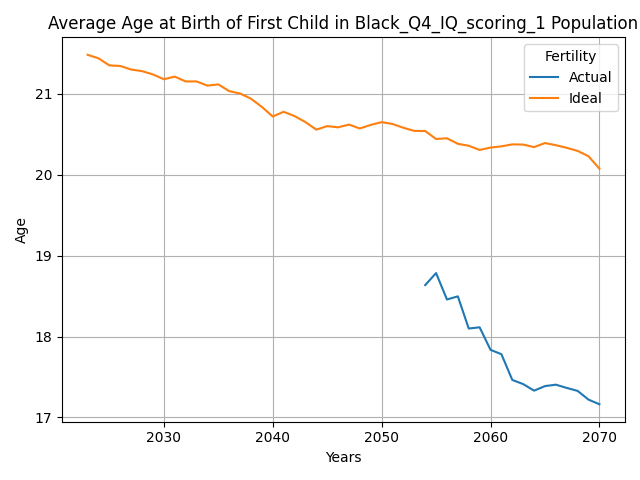 Average Age at Birth of First Child in Black_Q4_IQ_scoring_1 Population
Fertility
Actual
Ideal
21
20
19
18
17
Age
2030
2040
2050
2060
2070
Years